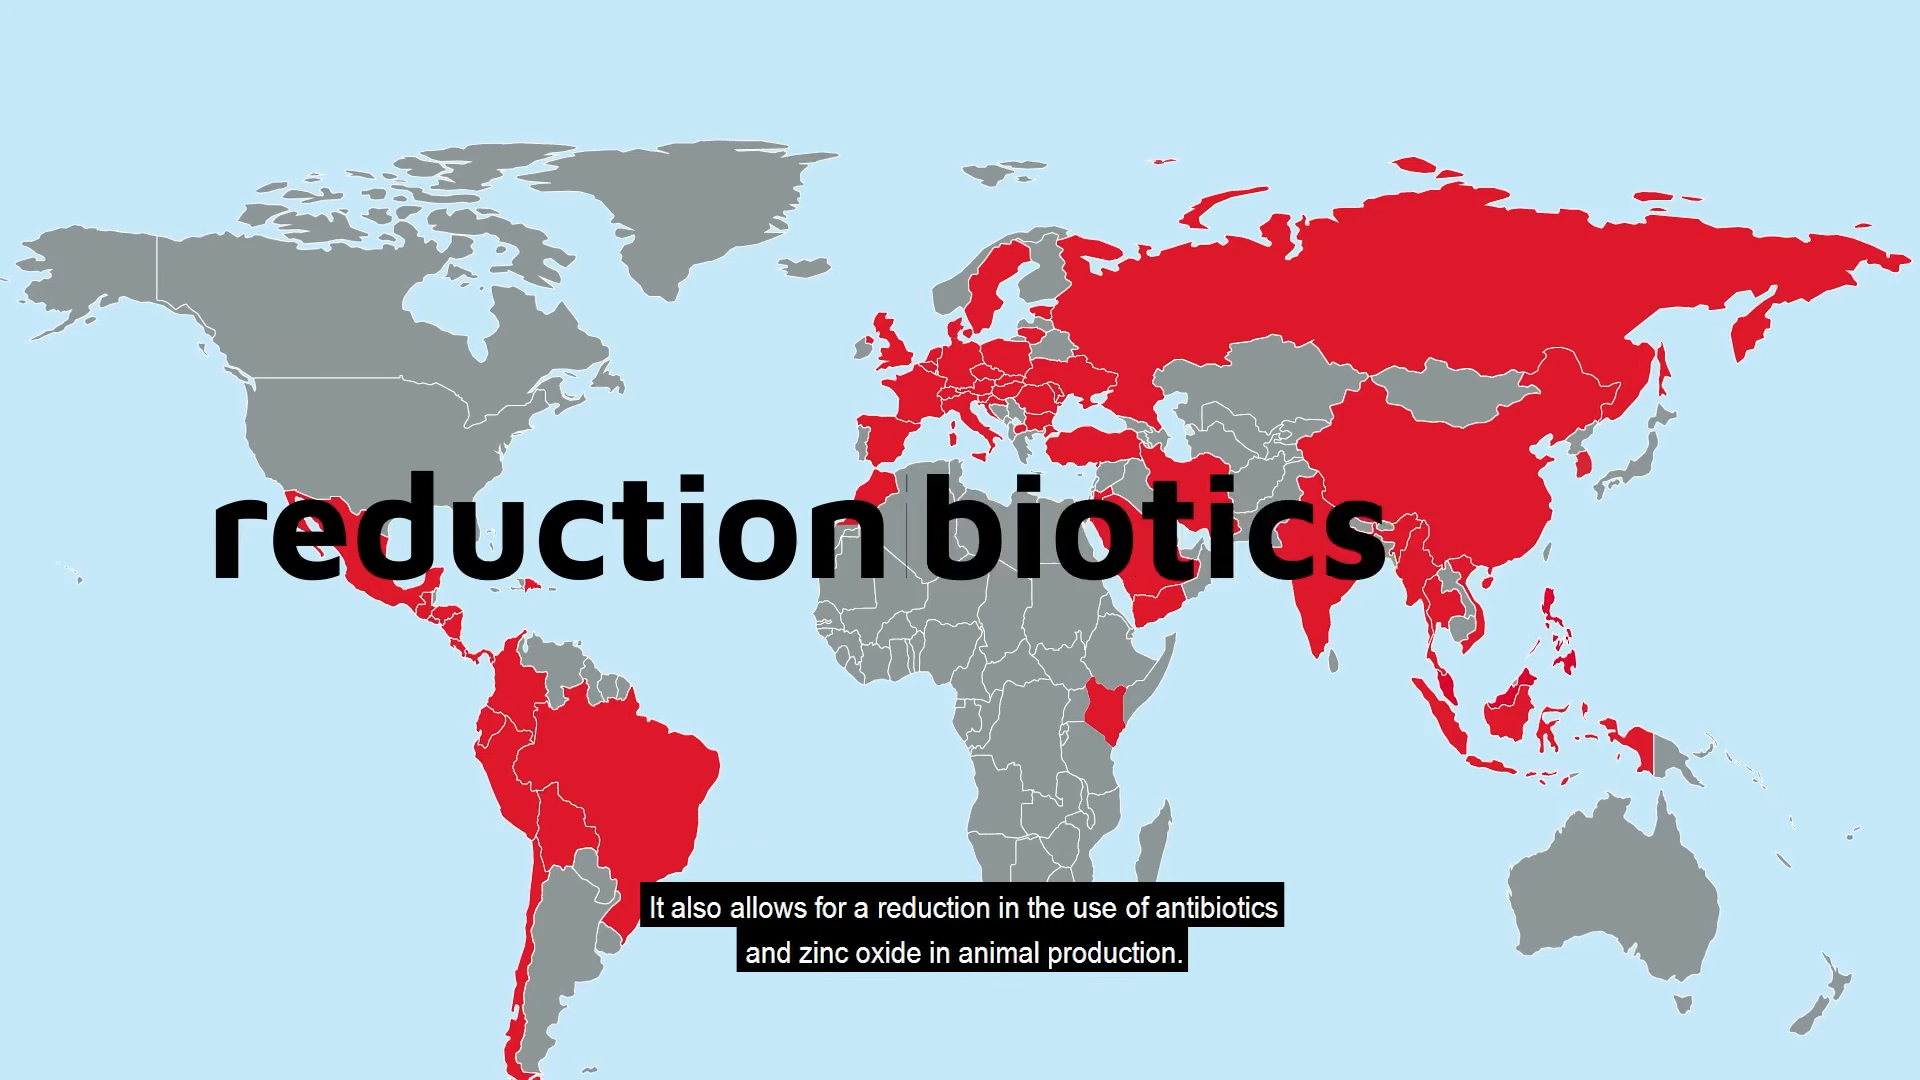 reduction biotics
It also allows for a reduction in the use of antibiotics
and zinc oxide in animal production.